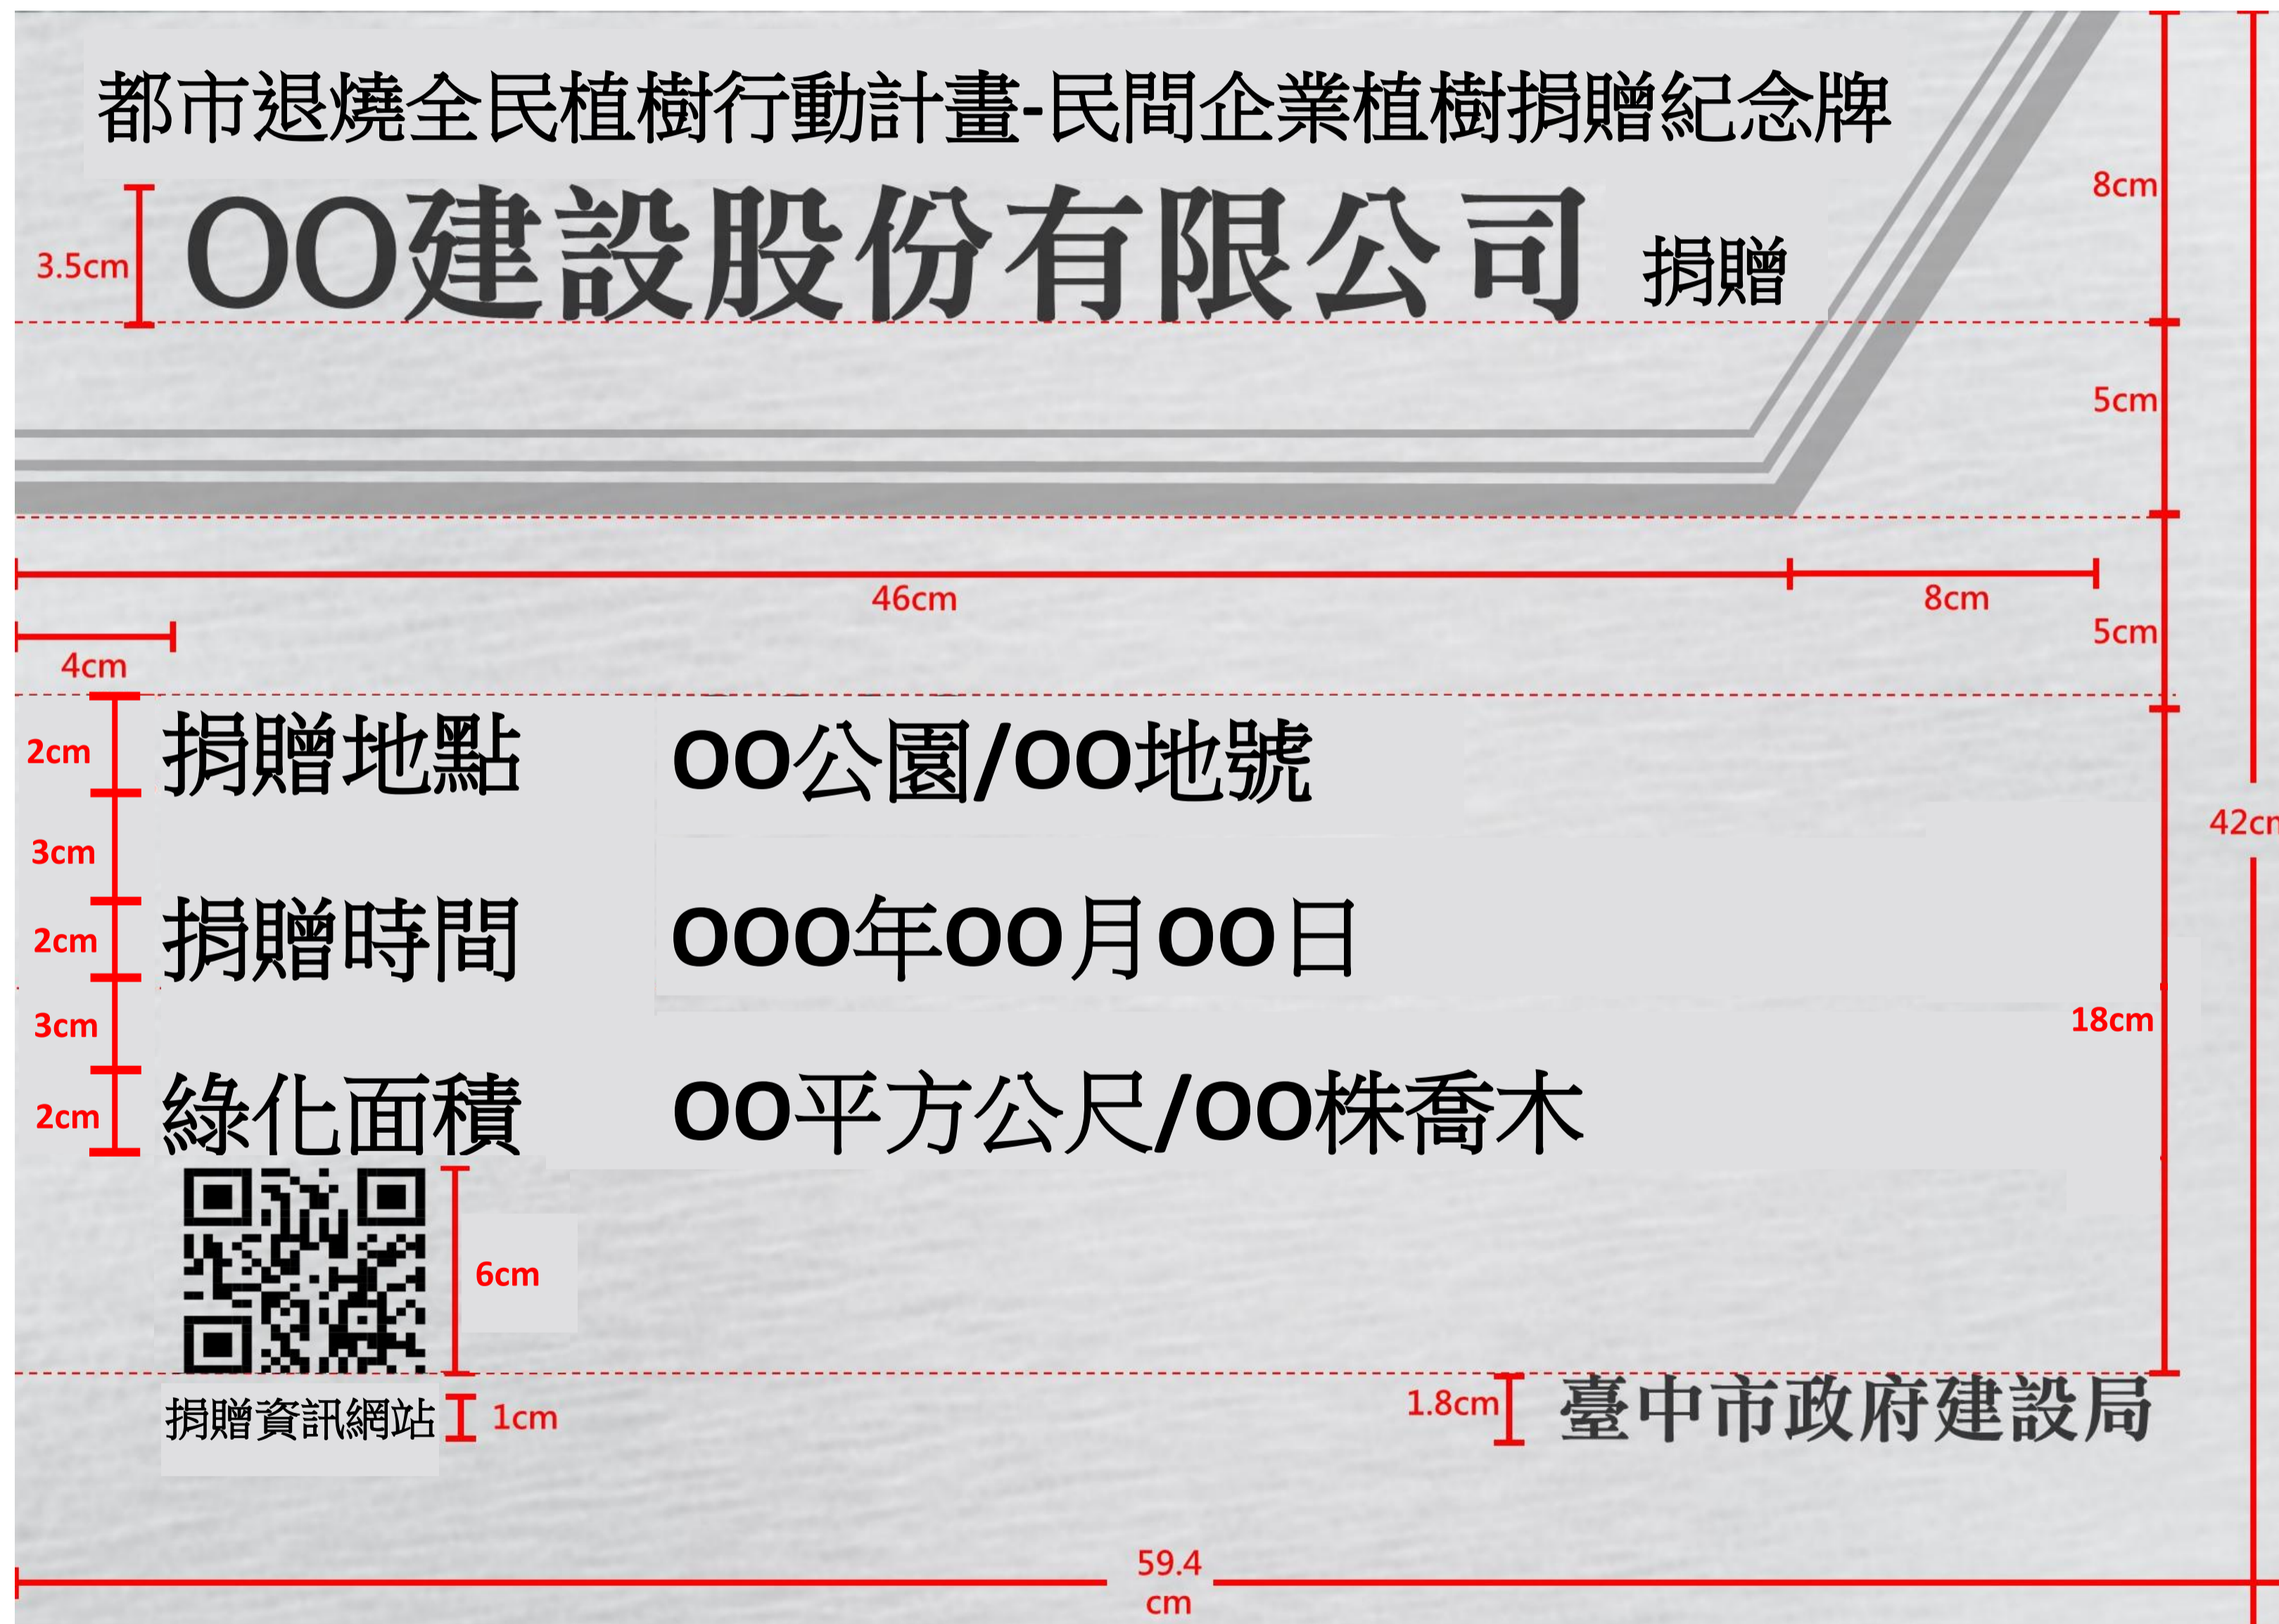 都市退燒全民植樹行動計畫-民間企業植樹捐贈紀念牌
8cm
3.5cm
OO建設股份有限公司 捐贈
5cm
46cm
8cm
5cm
4cm
2cm
捐贈地點 OO公園/OO地號
42cm
3cm
2cm
捐贈時間 OOO年OO月OO日
3cm
18cm
2cm
綠化面積 OO平方公尺/OO株喬木
6cm
捐贈資訊網站 1cm
1.8cm 臺中市政府建設局
59.4
cm